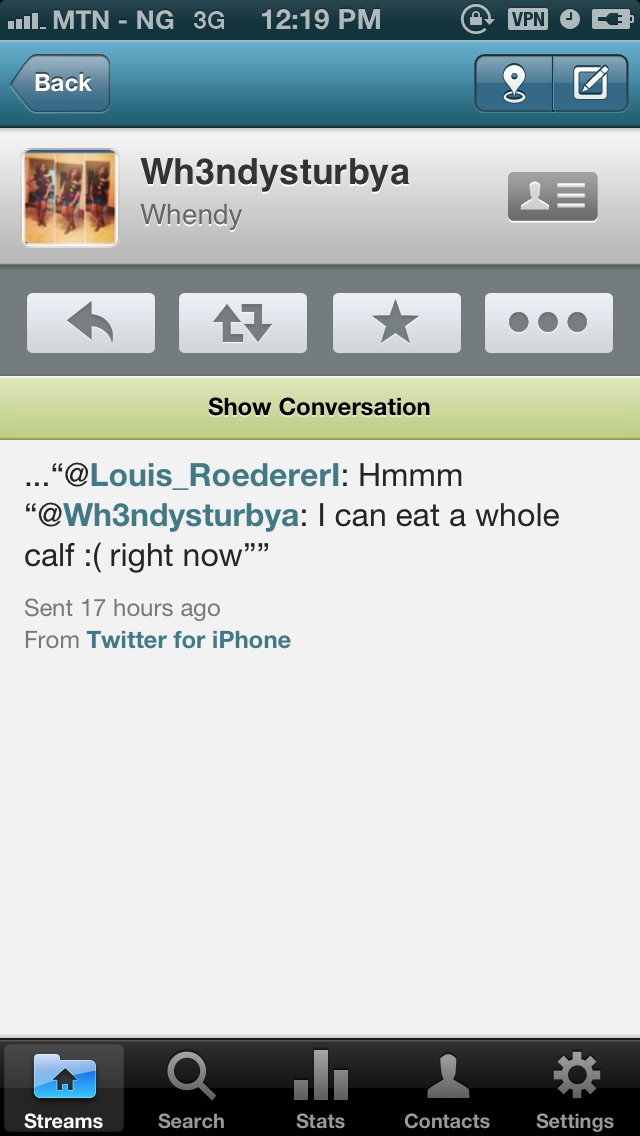 MTN - NG 3G 12:19 PM VPN
Back
Wh3ndysturbya
Whendy
Show Conversation
...“@Louis_Roedererl: Hmmm
“@Wh3ndysturbya: I can eat a whole
calf :( right now””
Sent 17 hours ago
From Twitter for iPhone
Streams Search Stats Contacts Settings